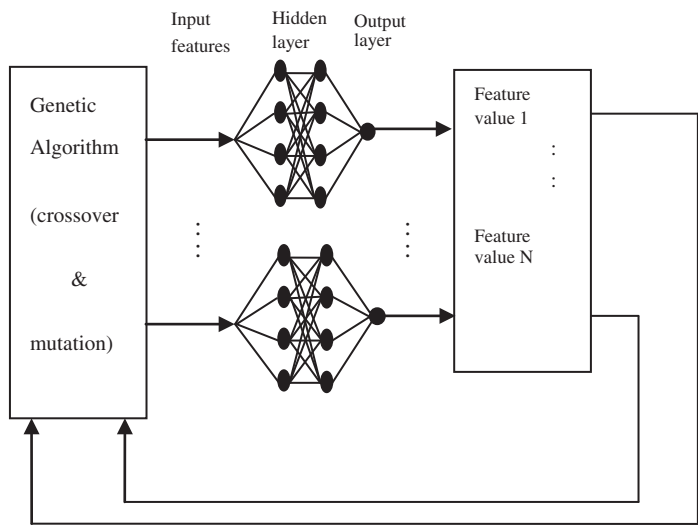 Input
features
Hidden
layer
Output
layer
Genetic
Algorithm
(crossover
&
mutation)
Feature
value 1
Feature
value N